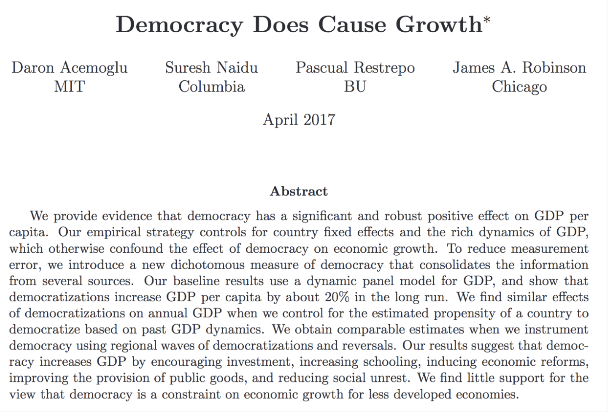 Democracy Does Cause Growth*
Daron Acemoglu Suresh Naidu Pascual Restrepo James A. Robinson
MIT Columbia BU Chicago
April 2017
Abstract
We provide evidence that democracy has a significant and robust positive effect on GDP per
capita. Our empirical strategy controls for country fixed effects and the rich dynamics of GDP,
which otherwise confound the effect of democracy on economic growth. To reduce measurement
error, we introduce a new dichotomous measure of democracy that consolidates the information
from several sources. Our baseline results use a dynamic panel model for GDP, and show that
democratizations increase GDP per capita by about 20% in the long run. We find similar effects
of democratizations on annual GDP when we control for the estimated propensity of a country to
democratize based on past GDP dynamics. We obtain comparable estimates when we instrument
democracy using regional waves of democratizations and reversals. Our results suggest that democ-
racy increases GDP by encouraging investment, increasing schooling, inducing economic reforms,
improving the provision of public goods, and reducing social unrest. We find little support for the
view that democracy is a constraint on economic growth for less developed economies.